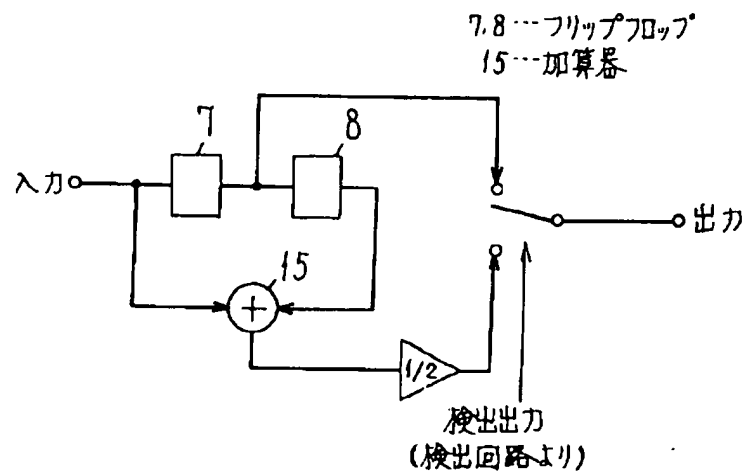 7,8…フリップフロップ
15…加算器
7
8
入力
出力
15
+
1/2
検出出力
(検出回路より)